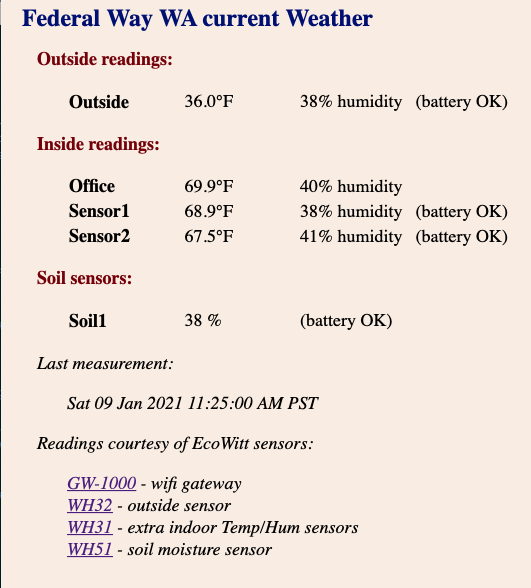 Federal Way WA current Weather
Outside readings:
Outside 36.0°F 38% humidity (battery OK)
Inside readings:
Office 69.9°F 40% humidity
Sensor1 68.9°F 38% humidity (battery OK)
Sensor2 67.5°F 41% humidity (battery OK)
Soil sensors:
Soil1 38 % (battery OK)
Last measurement:
Sat 09 Jan 2021 11:25:00 AM PST
Readings courtesy of EcoWitt sensors:
GW-1000 - wifi gateway
WH32 - outside sensor
WH31 - extra indoor Temp/Hum sensors
WH51 - soil moisture sensor